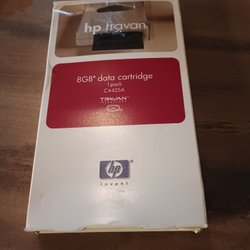 hp travan
8GB* data cartridge
1 pack
C4425A
TRAVAN
hp
invent